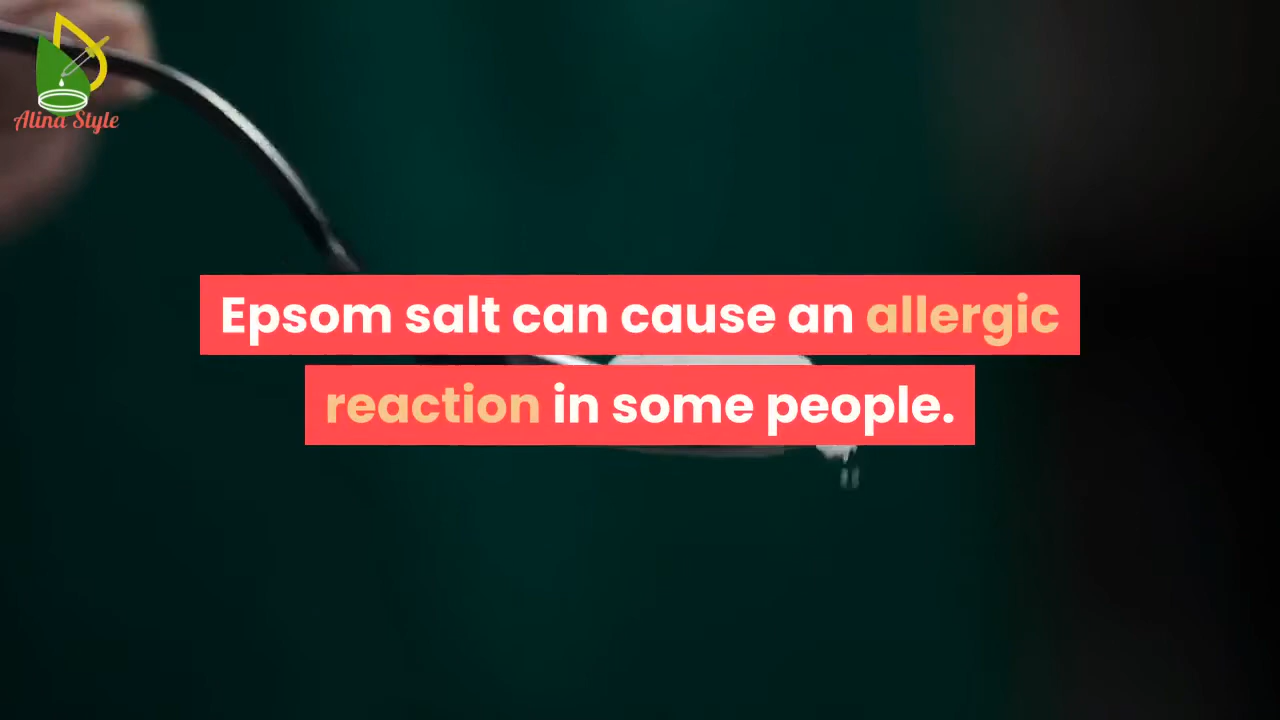 Alina Style
Epsom salt can cause an allergic
reaction in some people.